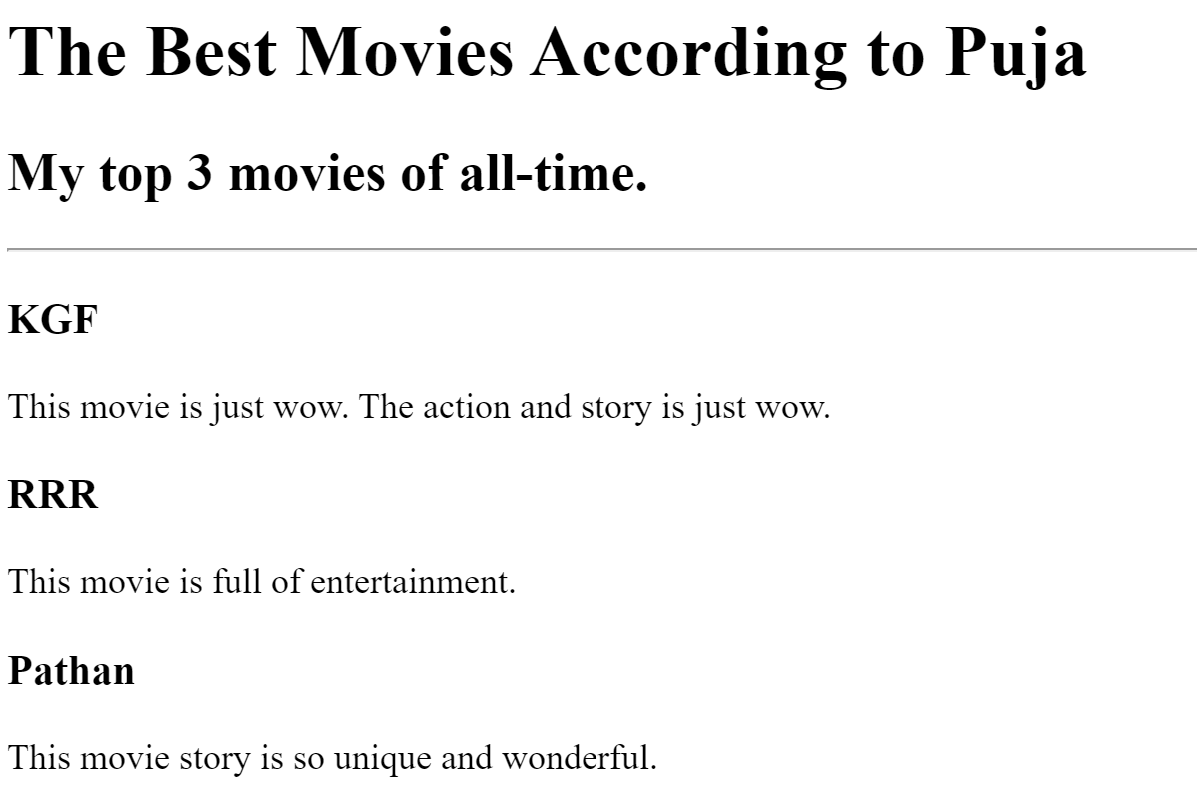 The Best Movies According to Puja
My top 3 movies of all-time.
KGF
This movie is just wow. The action and story is just wow.
RRR
This movie is full of entertainment.
Pathan
This movie story is so unique and wonderful.